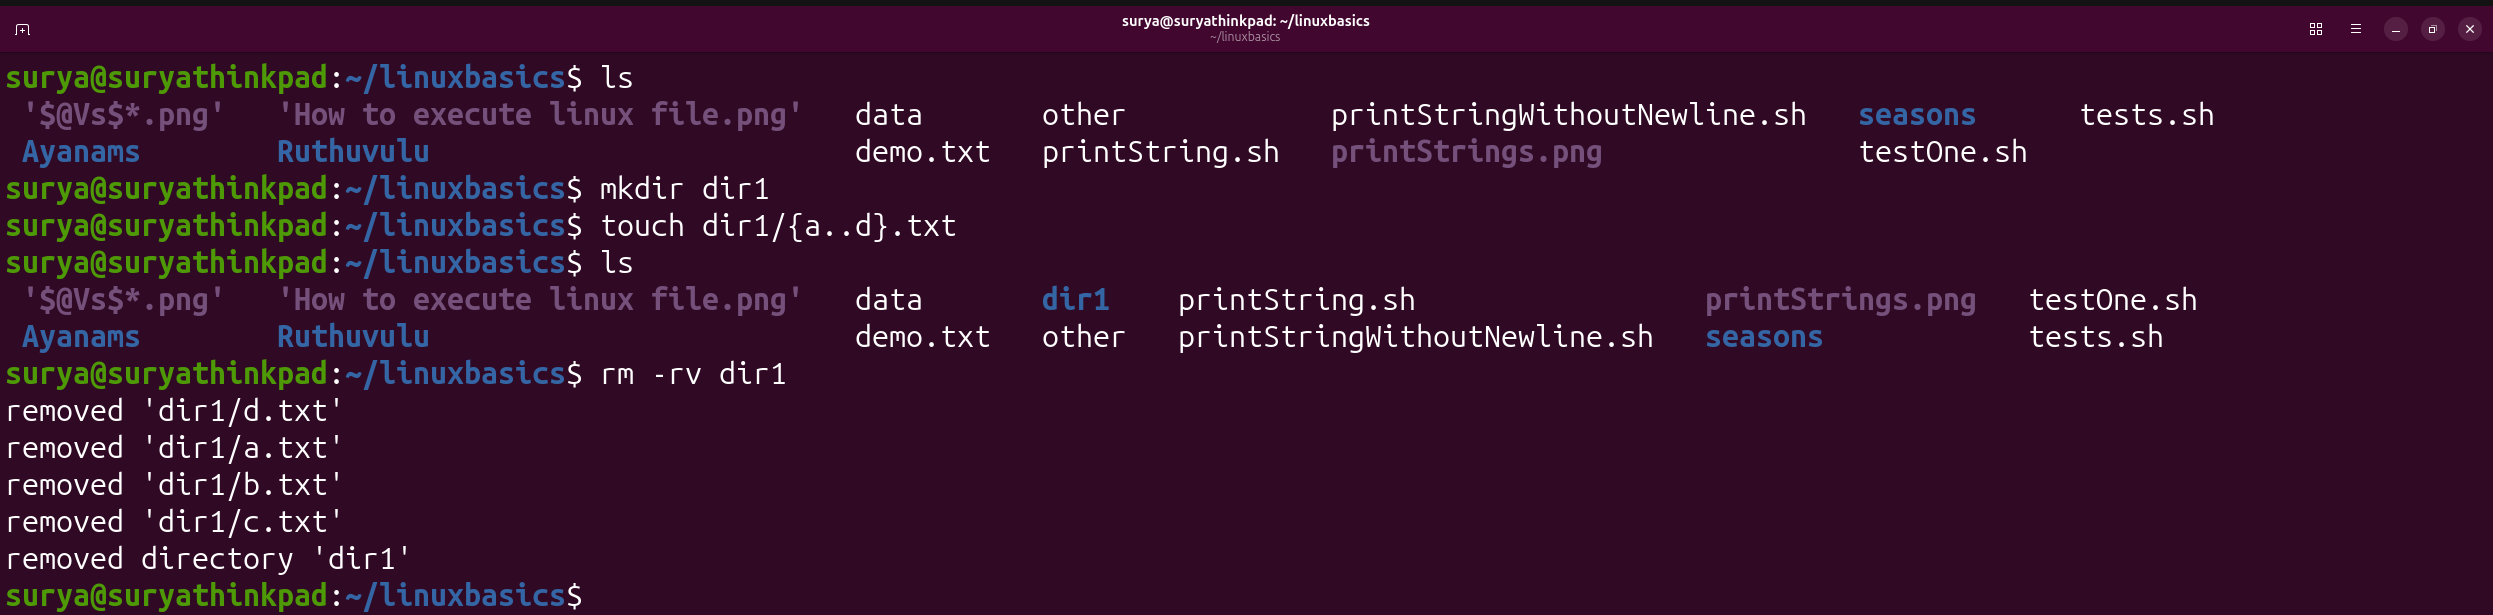 surya@suryathinkpad: ~/linuxbasics
~/linuxbasics
surya@suryathinkpad:~/linuxbasics$ ls
'$@Vs$*.png'   'How to execute linux file.png'   data       other            printStringWithoutNewline.sh   seasons      tests.sh
Ayanams        Ruthuvulu                         demo.txt   printString.sh   printStrings.png               testOne.sh
surya@suryathinkpad:~/linuxbasics$ mkdir dir1
surya@suryathinkpad:~/linuxbasics$ touch dir1/{a..d}.txt
surya@suryathinkpad:~/linuxbasics$ ls
'$@Vs$*.png'   'How to execute linux file.png'   data       dir1    printString.sh                 printStrings.png   testOne.sh
Ayanams        Ruthuvulu                         demo.txt   other   printStringWithoutNewline.sh   seasons            tests.sh
surya@suryathinkpad:~/linuxbasics$ rm -rv dir1
removed 'dir1/d.txt'
removed 'dir1/a.txt'
removed 'dir1/b.txt'
removed 'dir1/c.txt'
removed directory 'dir1'
surya@suryathinkpad:~/linuxbasics$